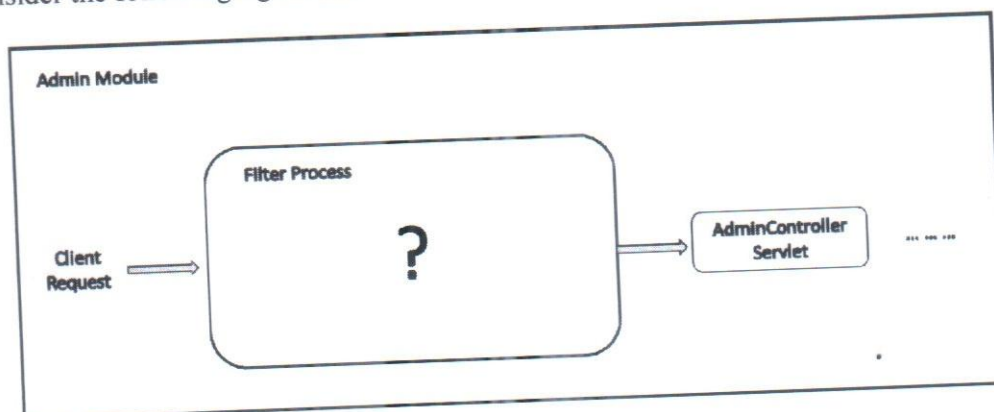 Admin Module
Filter Process
?
Client
Request
AdminController
Servlet
... ... ...